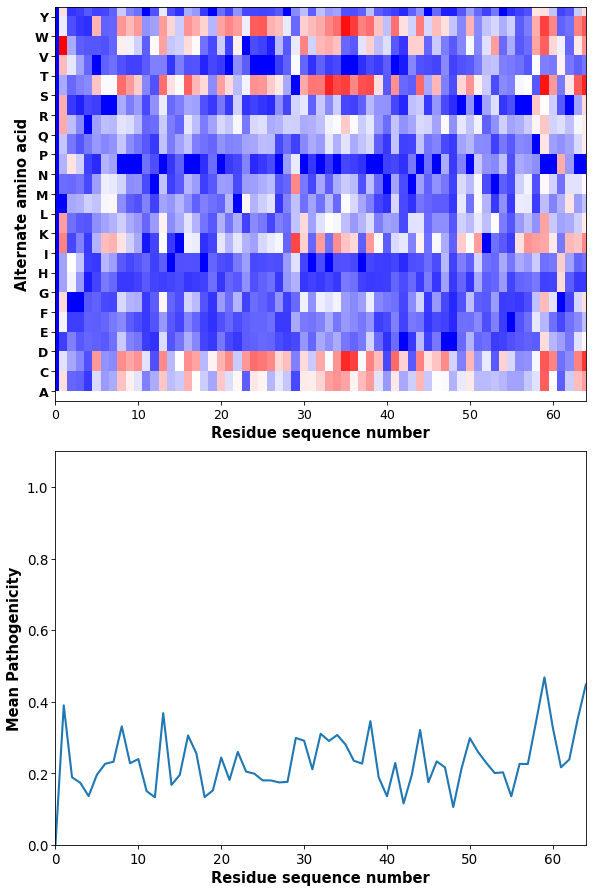 Y
W
V
T
S
R
Q
P
N
M
L
K
I
H
G
F
E
D
C
A
Alternate amino acid
0 10 20 30 40 50 60
Residue sequence number
1.0
0.8
0.6
0.4
0.2
0.0
Mean Pathogenicity
0 10 20 30 40 50 60
Residue sequence number